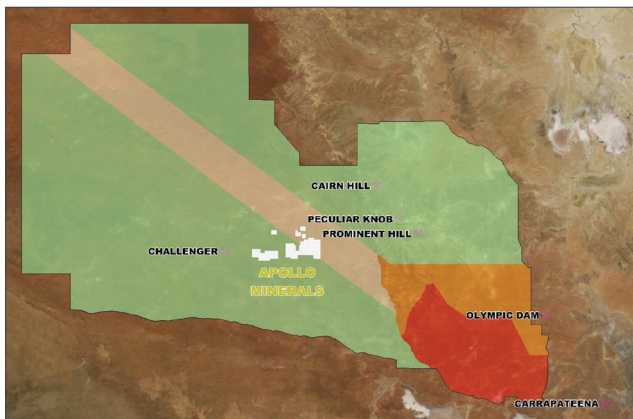 CAIRN HILL
PECULIAR KNOB
PROMINENT HILL
CHALLENGER
APOLLO
MINERALS
OLYMPIC DAM
CARRAPATEENA